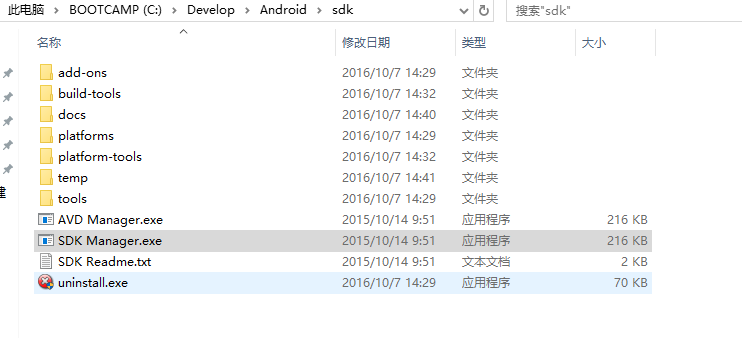 此电脑 > BOOTCAMP (C:) > Develop > Android > sdk 搜索"sdk"
名称 修改日期 类型 大小
add-ons 2016/10/7 14:29 文件夹
build-tools 2016/10/7 14:32 文件夹
docs 2016/10/7 14:40 文件夹
platforms 2016/10/7 14:29 文件夹
platform-tools 2016/10/7 14:32 文件夹
temp 2016/10/7 14:41 文件夹
tools 2016/10/7 14:29 文件夹
AVD Manager.exe 2015/10/14 9:51 应用程序 216 KB
SDK Manager.exe 2015/10/14 9:51 应用程序 216 KB
SDK Readme.txt 2015/10/14 9:51 文本文档 2 KB
uninstall.exe 2016/10/7 14:29 应用程序 70 KB